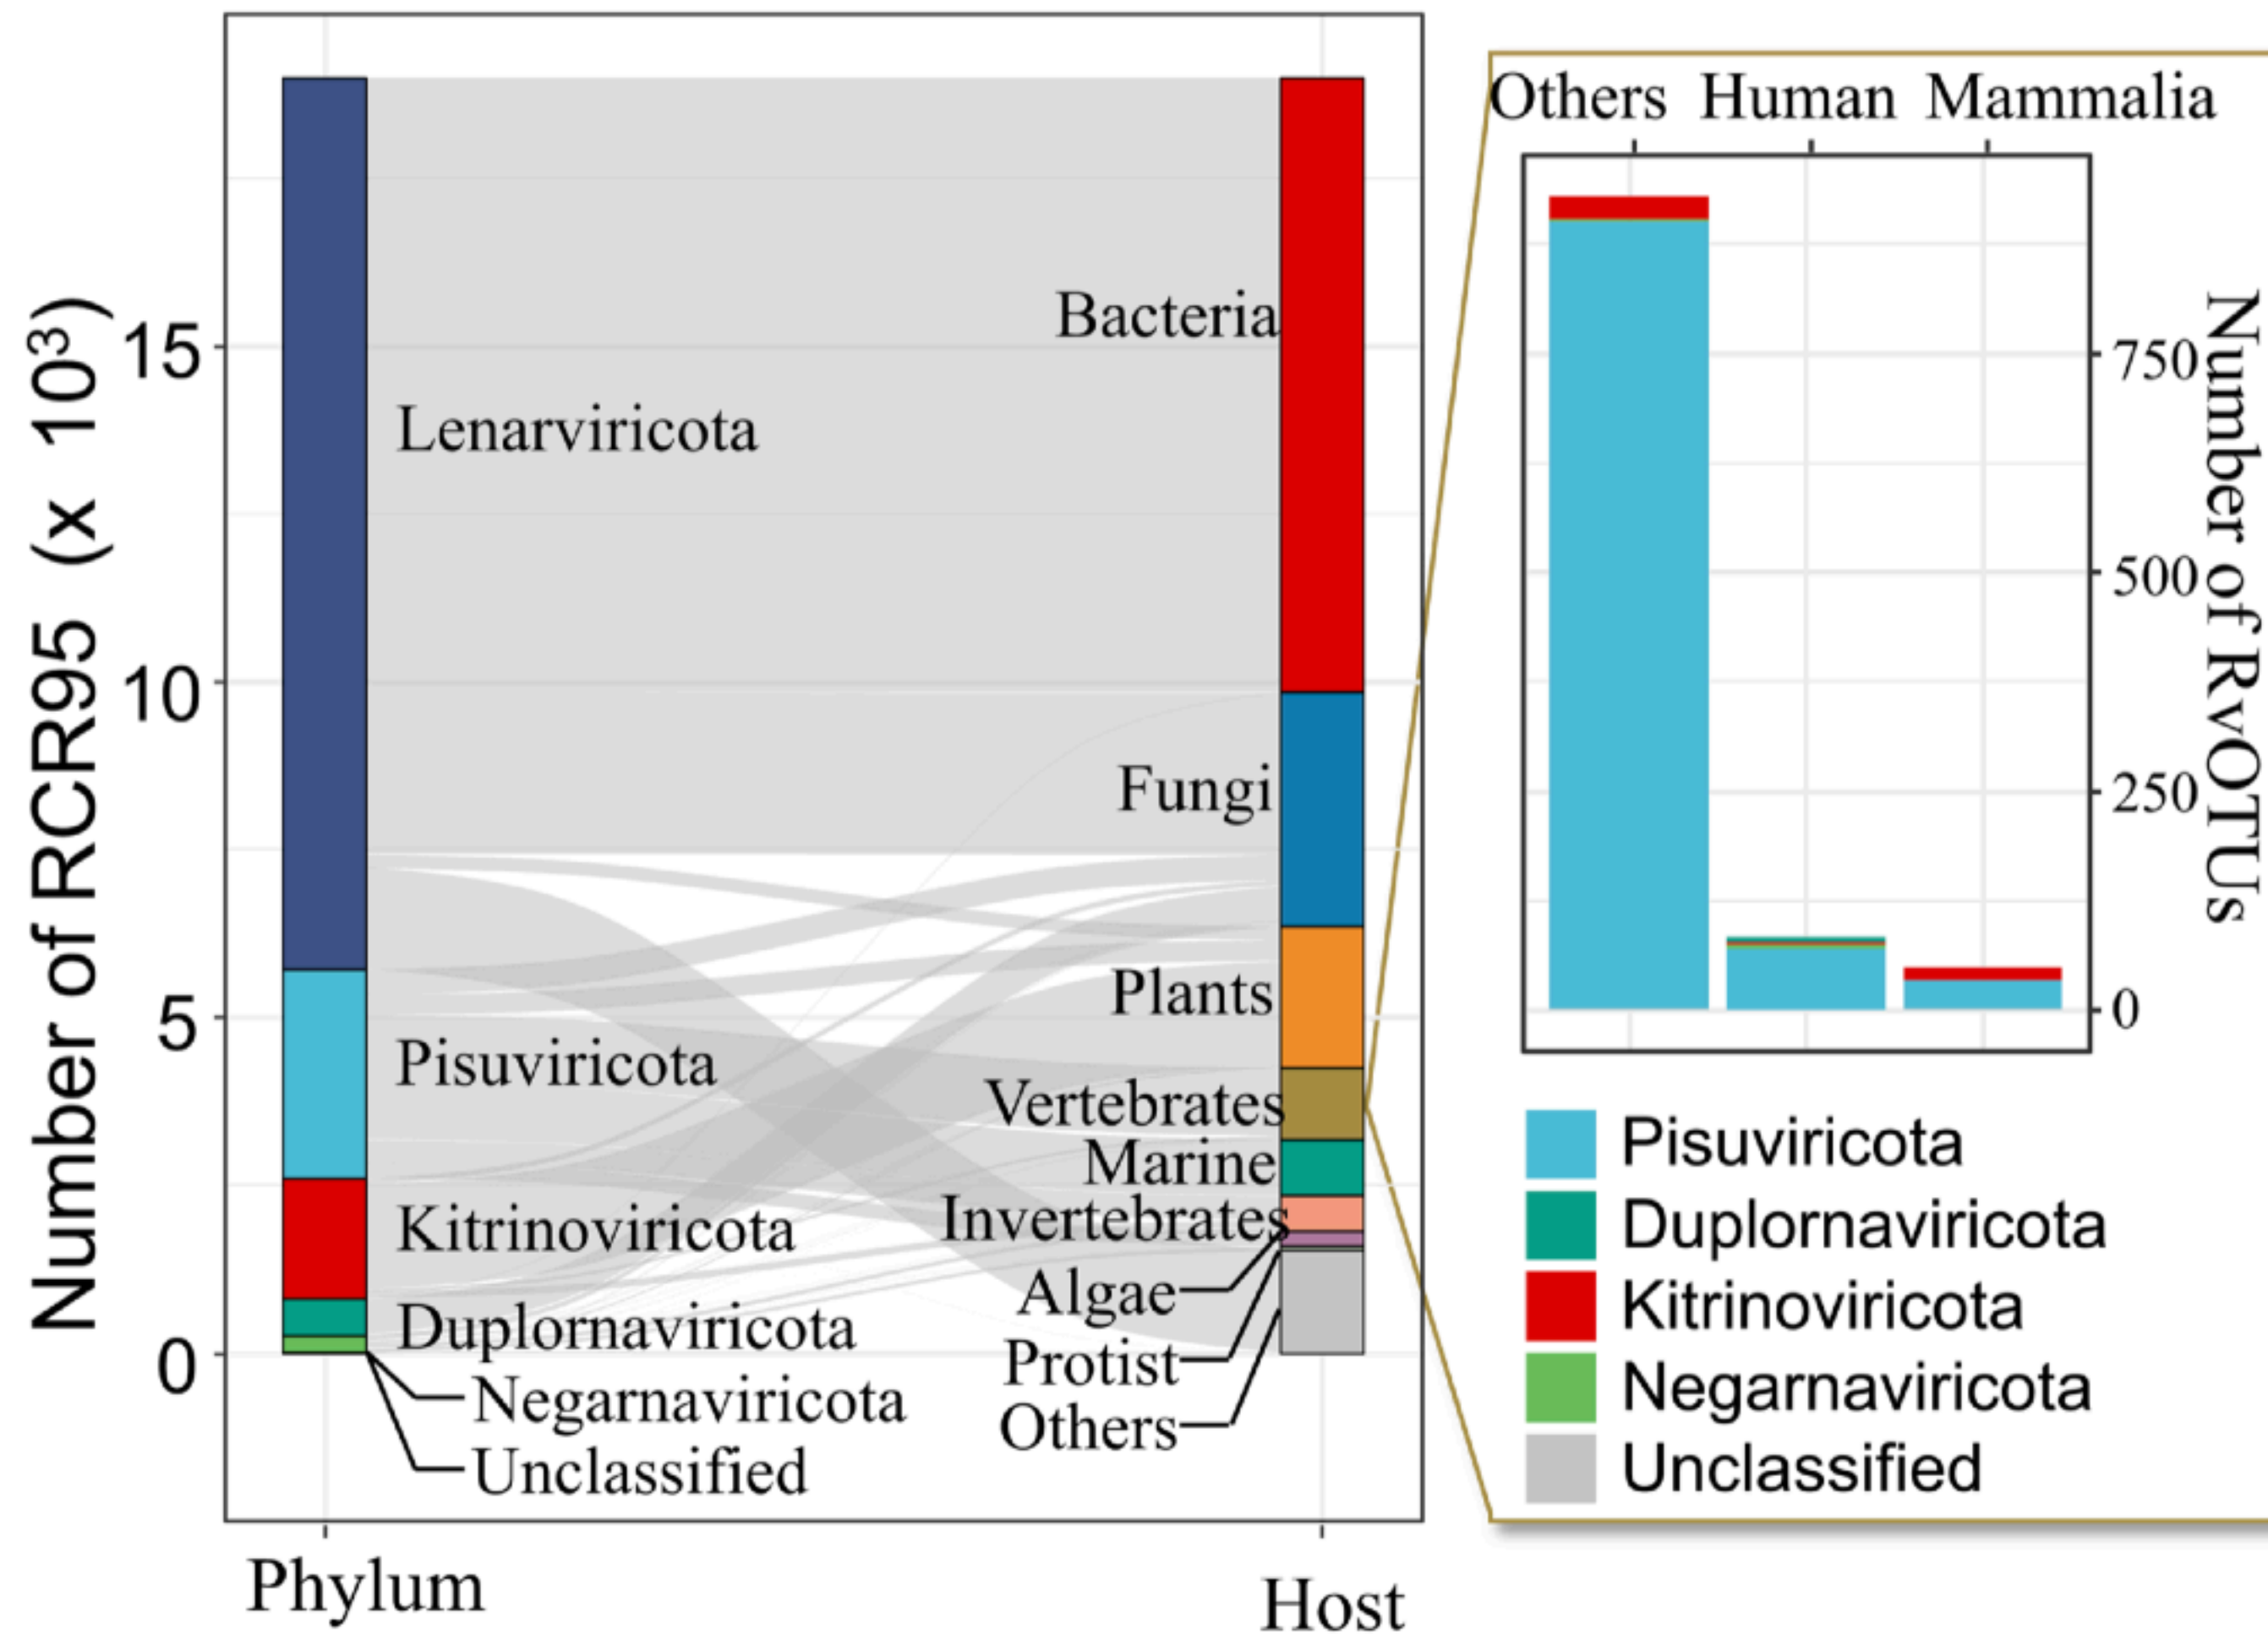 Number of RCR95 (x 10³)
15
10
5
0
Lenarviricota
Pisuviricota
Kitrinoviricota
Duplornaviricota
Negarnaviricota
Unclassified
Bacteria
Fungi
Plants
Vertebrates
Marine
Invertebrates
Algae
Protist
Others
Phylum
Host
Others Human Mammalia
750
500
250
0
Number of RvOTUs
Pisuviricota
Duplornaviricota
Kitrinoviricota
Negarnaviricota
Unclassified